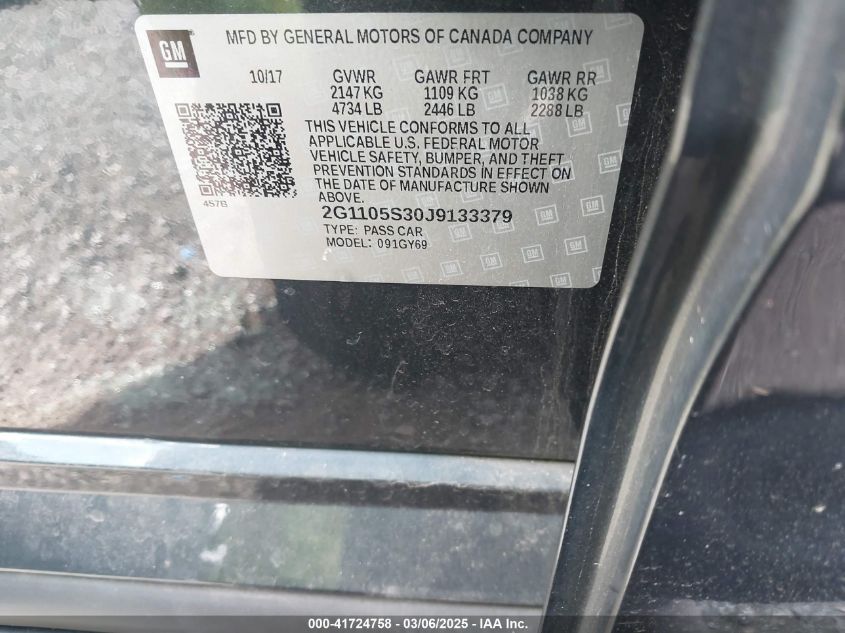 GM
MFD BY GENERAL MOTORS OF CANADA COMPANY
10/17 GVWR GAWR FRT GAWR RR
2147 KG 1109 KG 1038 KG
4734 LB 2446 LB 2288 LB
THIS VEHICLE CONFORMS TO ALL
APPLICABLE U.S. FEDERAL MOTOR
VEHICLE SAFETY, BUMPER, AND THEFT
PREVENTION STANDARDS IN EFFECT ON
THE DATE OF MANUFACTURE SHOWN
ABOVE.
4S7B
2G1105S30J9133379
TYPE: PASS CAR
MODEL: 091GY69
000-41724758 - 03/06/2025 - IAA Inc.